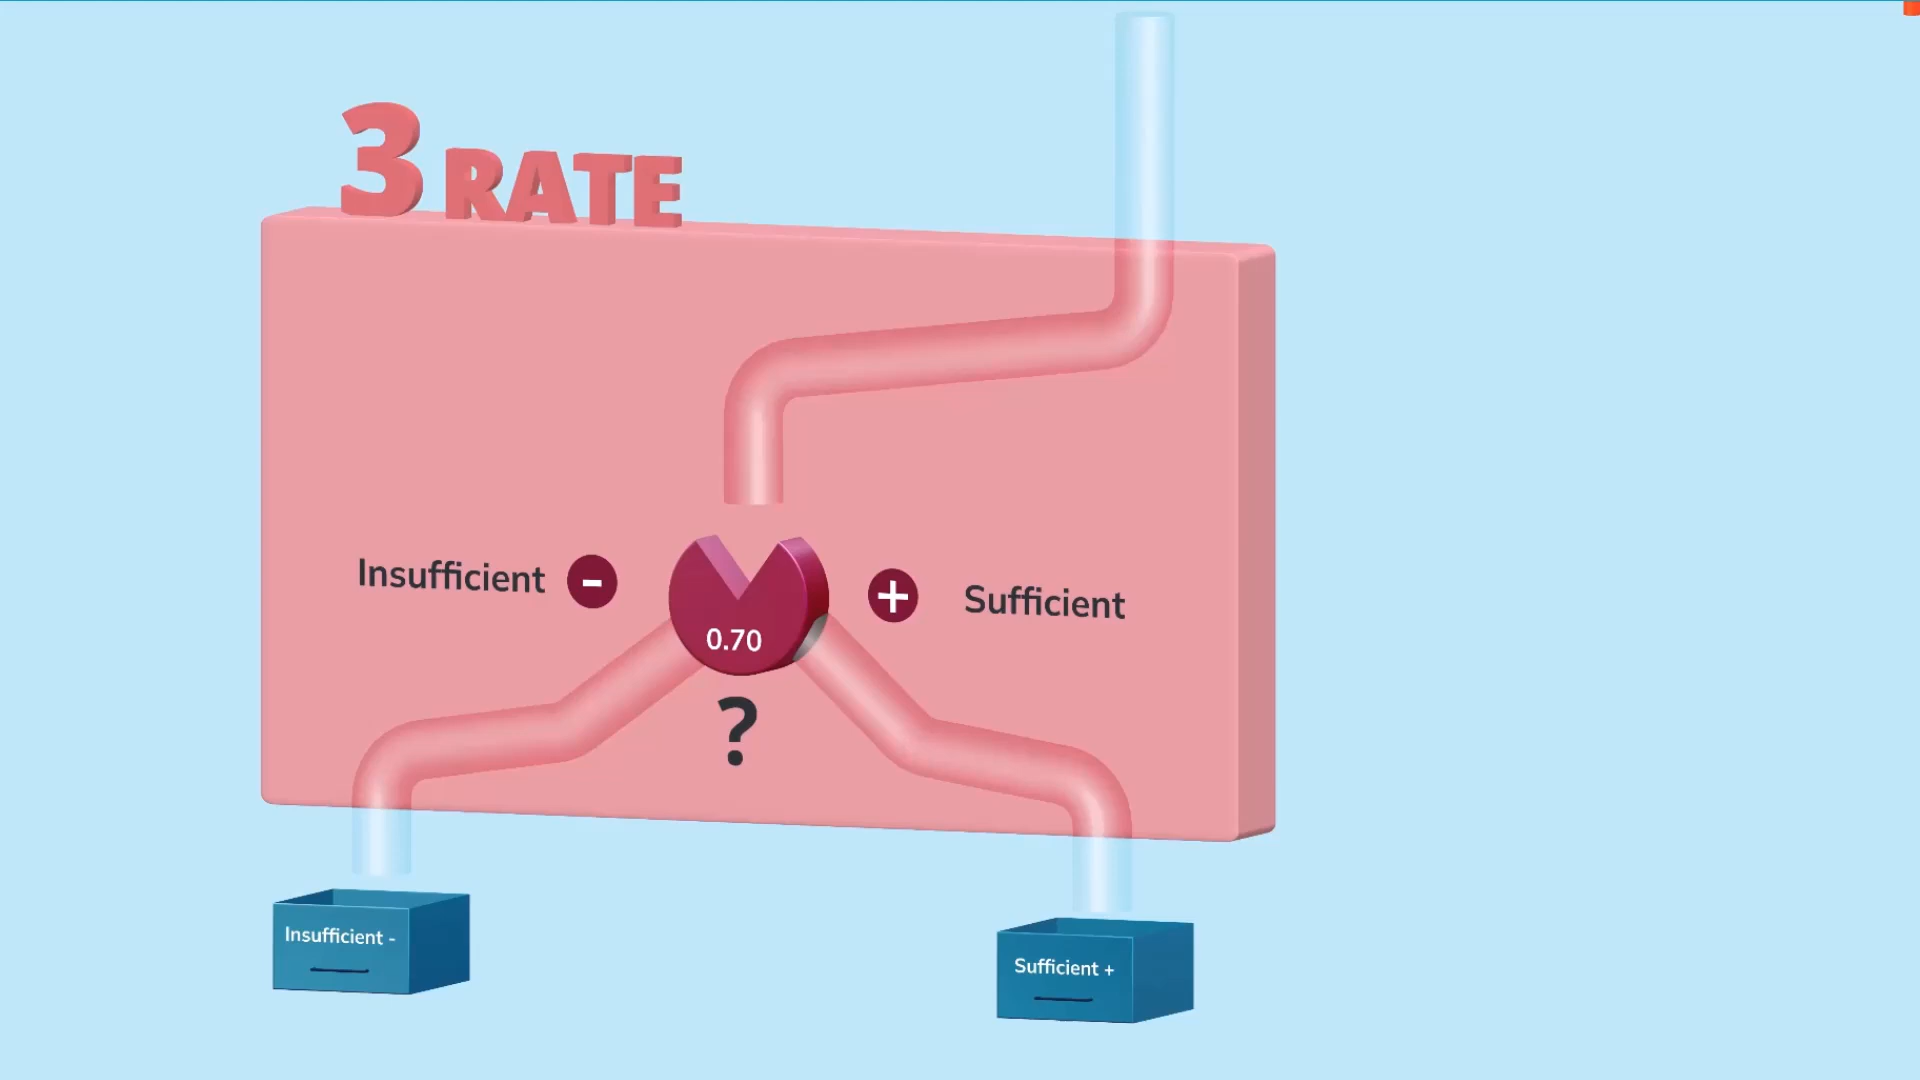 3 RATE
Insufficient -
+ Sufficient
0.70
?
Insufficient -
Sufficient +